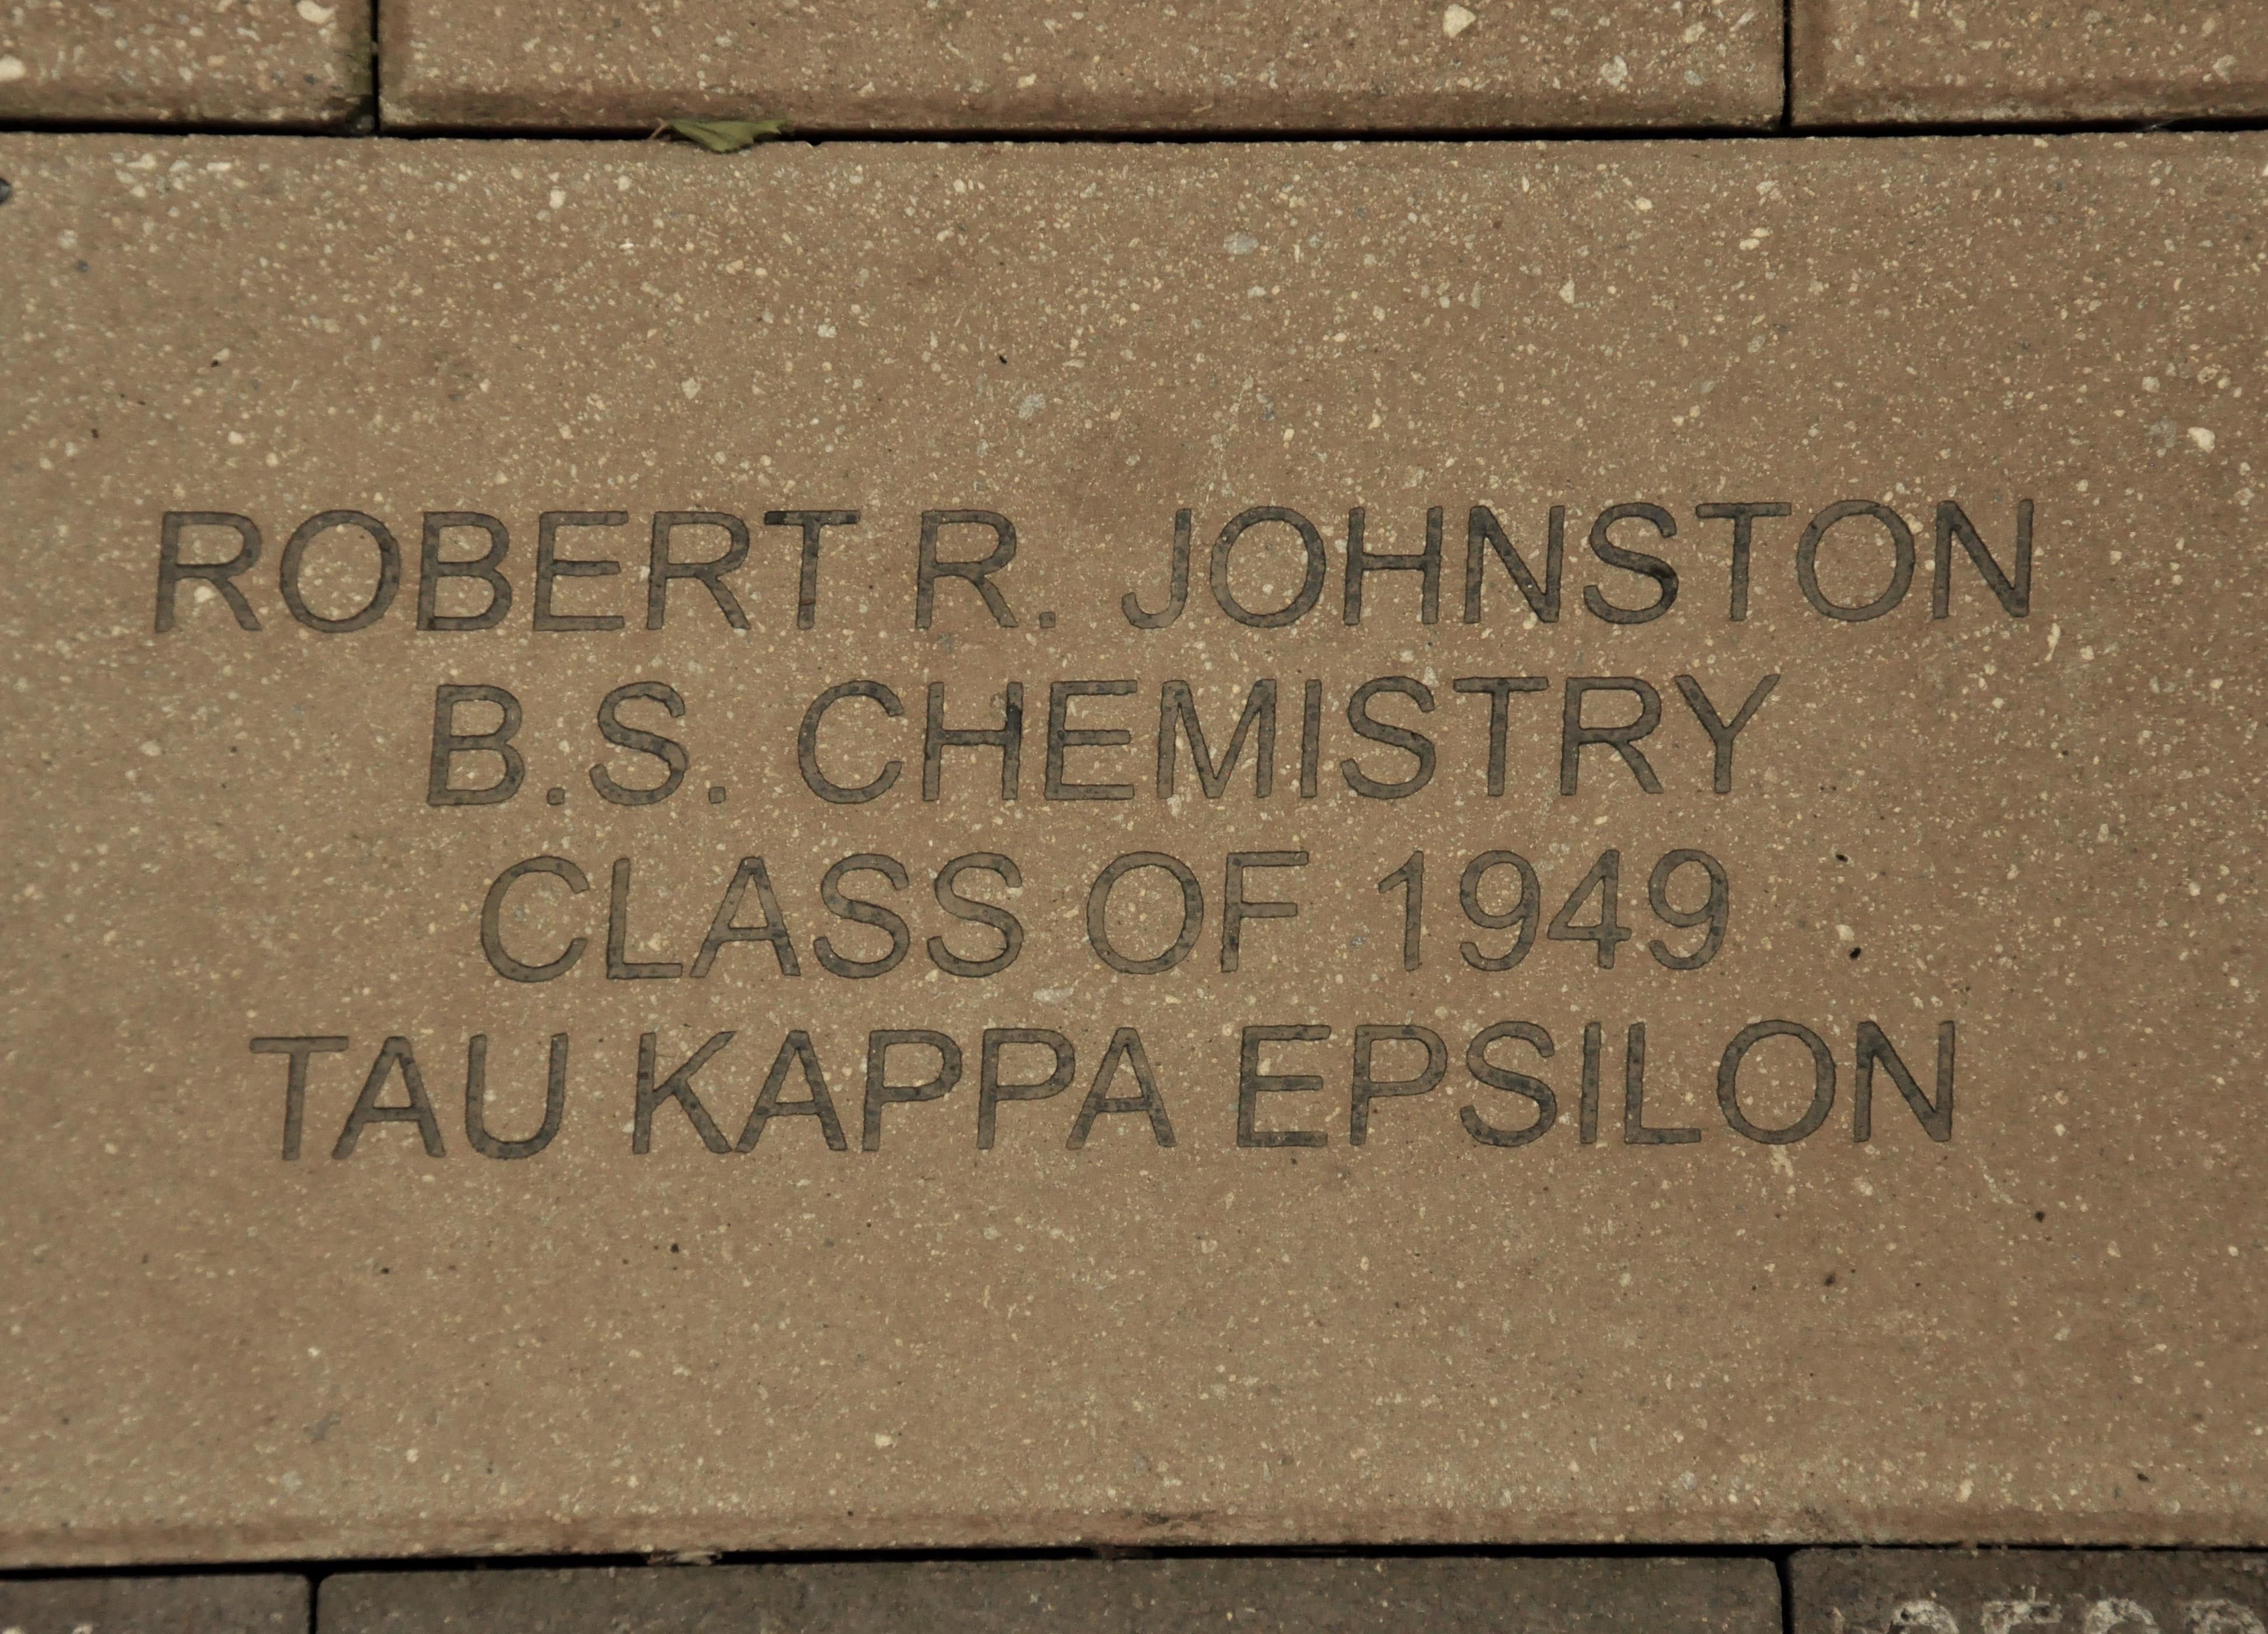 ROBERT R. JOHNSTON
B.S. CHEMISTRY
CLASS OF 1949
TAU KAPPA EPSILON